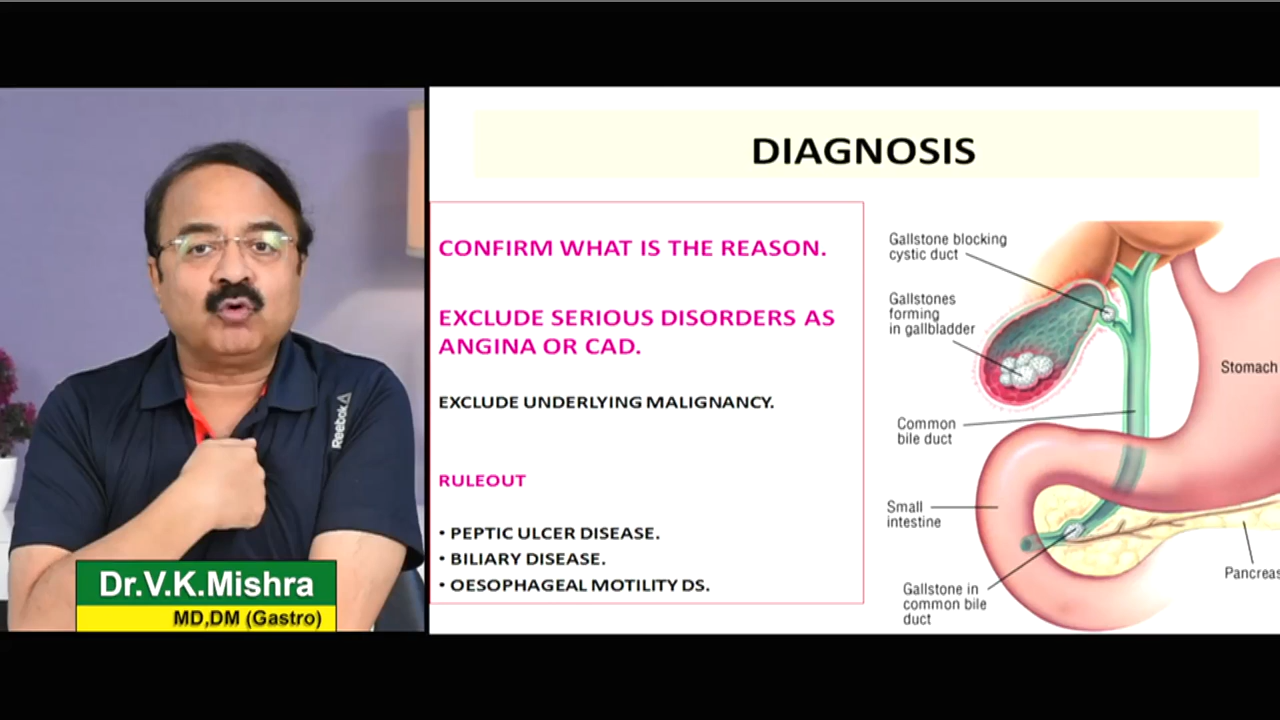 DIAGNOSIS
CONFIRM WHAT IS THE REASON.
EXCLUDE SERIOUS DISORDERS AS
ANGINA OR CAD.
EXCLUDE UNDERLYING MALIGNANCY.
RULEOUT
• PEPTIC ULCER DISEASE.
• BILIARY DISEASE.
• OESOPHAGEAL MOTILITY DS.
Gallstone blocking
cystic duct
Gallstones
forming
in gallbladder
Stomach
Common
bile duct
Small
intestine
Gallstone in
common bile
duct
Pancreas
Reebok
Dr.V.K.Mishra
MD,DM (Gastro)